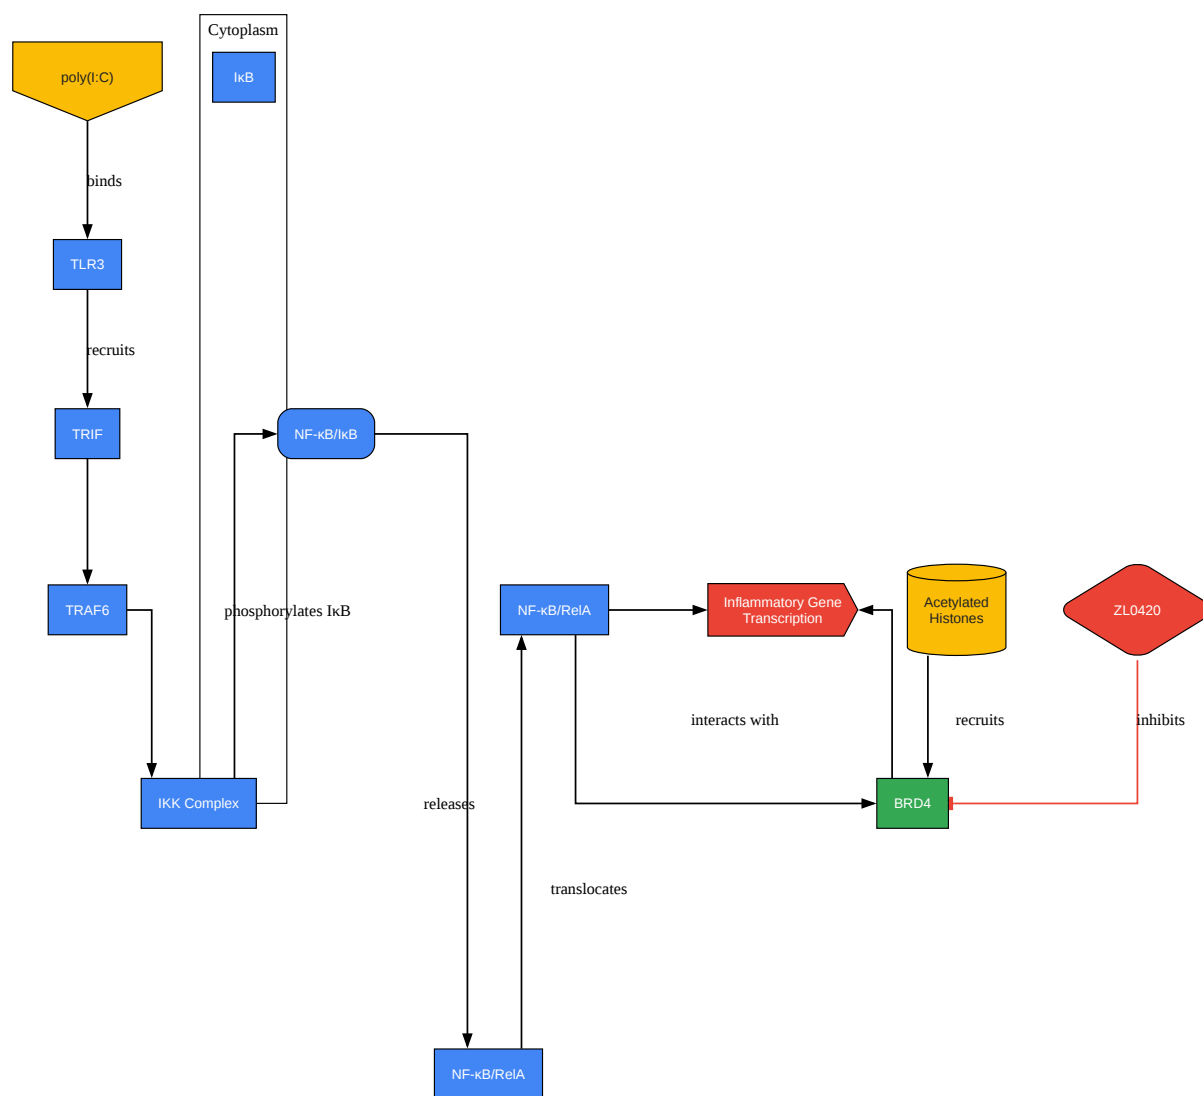 Cytoplasm
poly(I:C)
IκB
binds
TLR3
recruits
TRIF
NF-κB/IκB
TRAF6
phosphorylates IκB
NF-κB/RelA
Inflammatory Gene
Transcription
Acetylated
Histones
ZL0420
interacts with
recruits
inhibits
IKK Complex
releases
BRD4
translocates
NF-κB/RelA